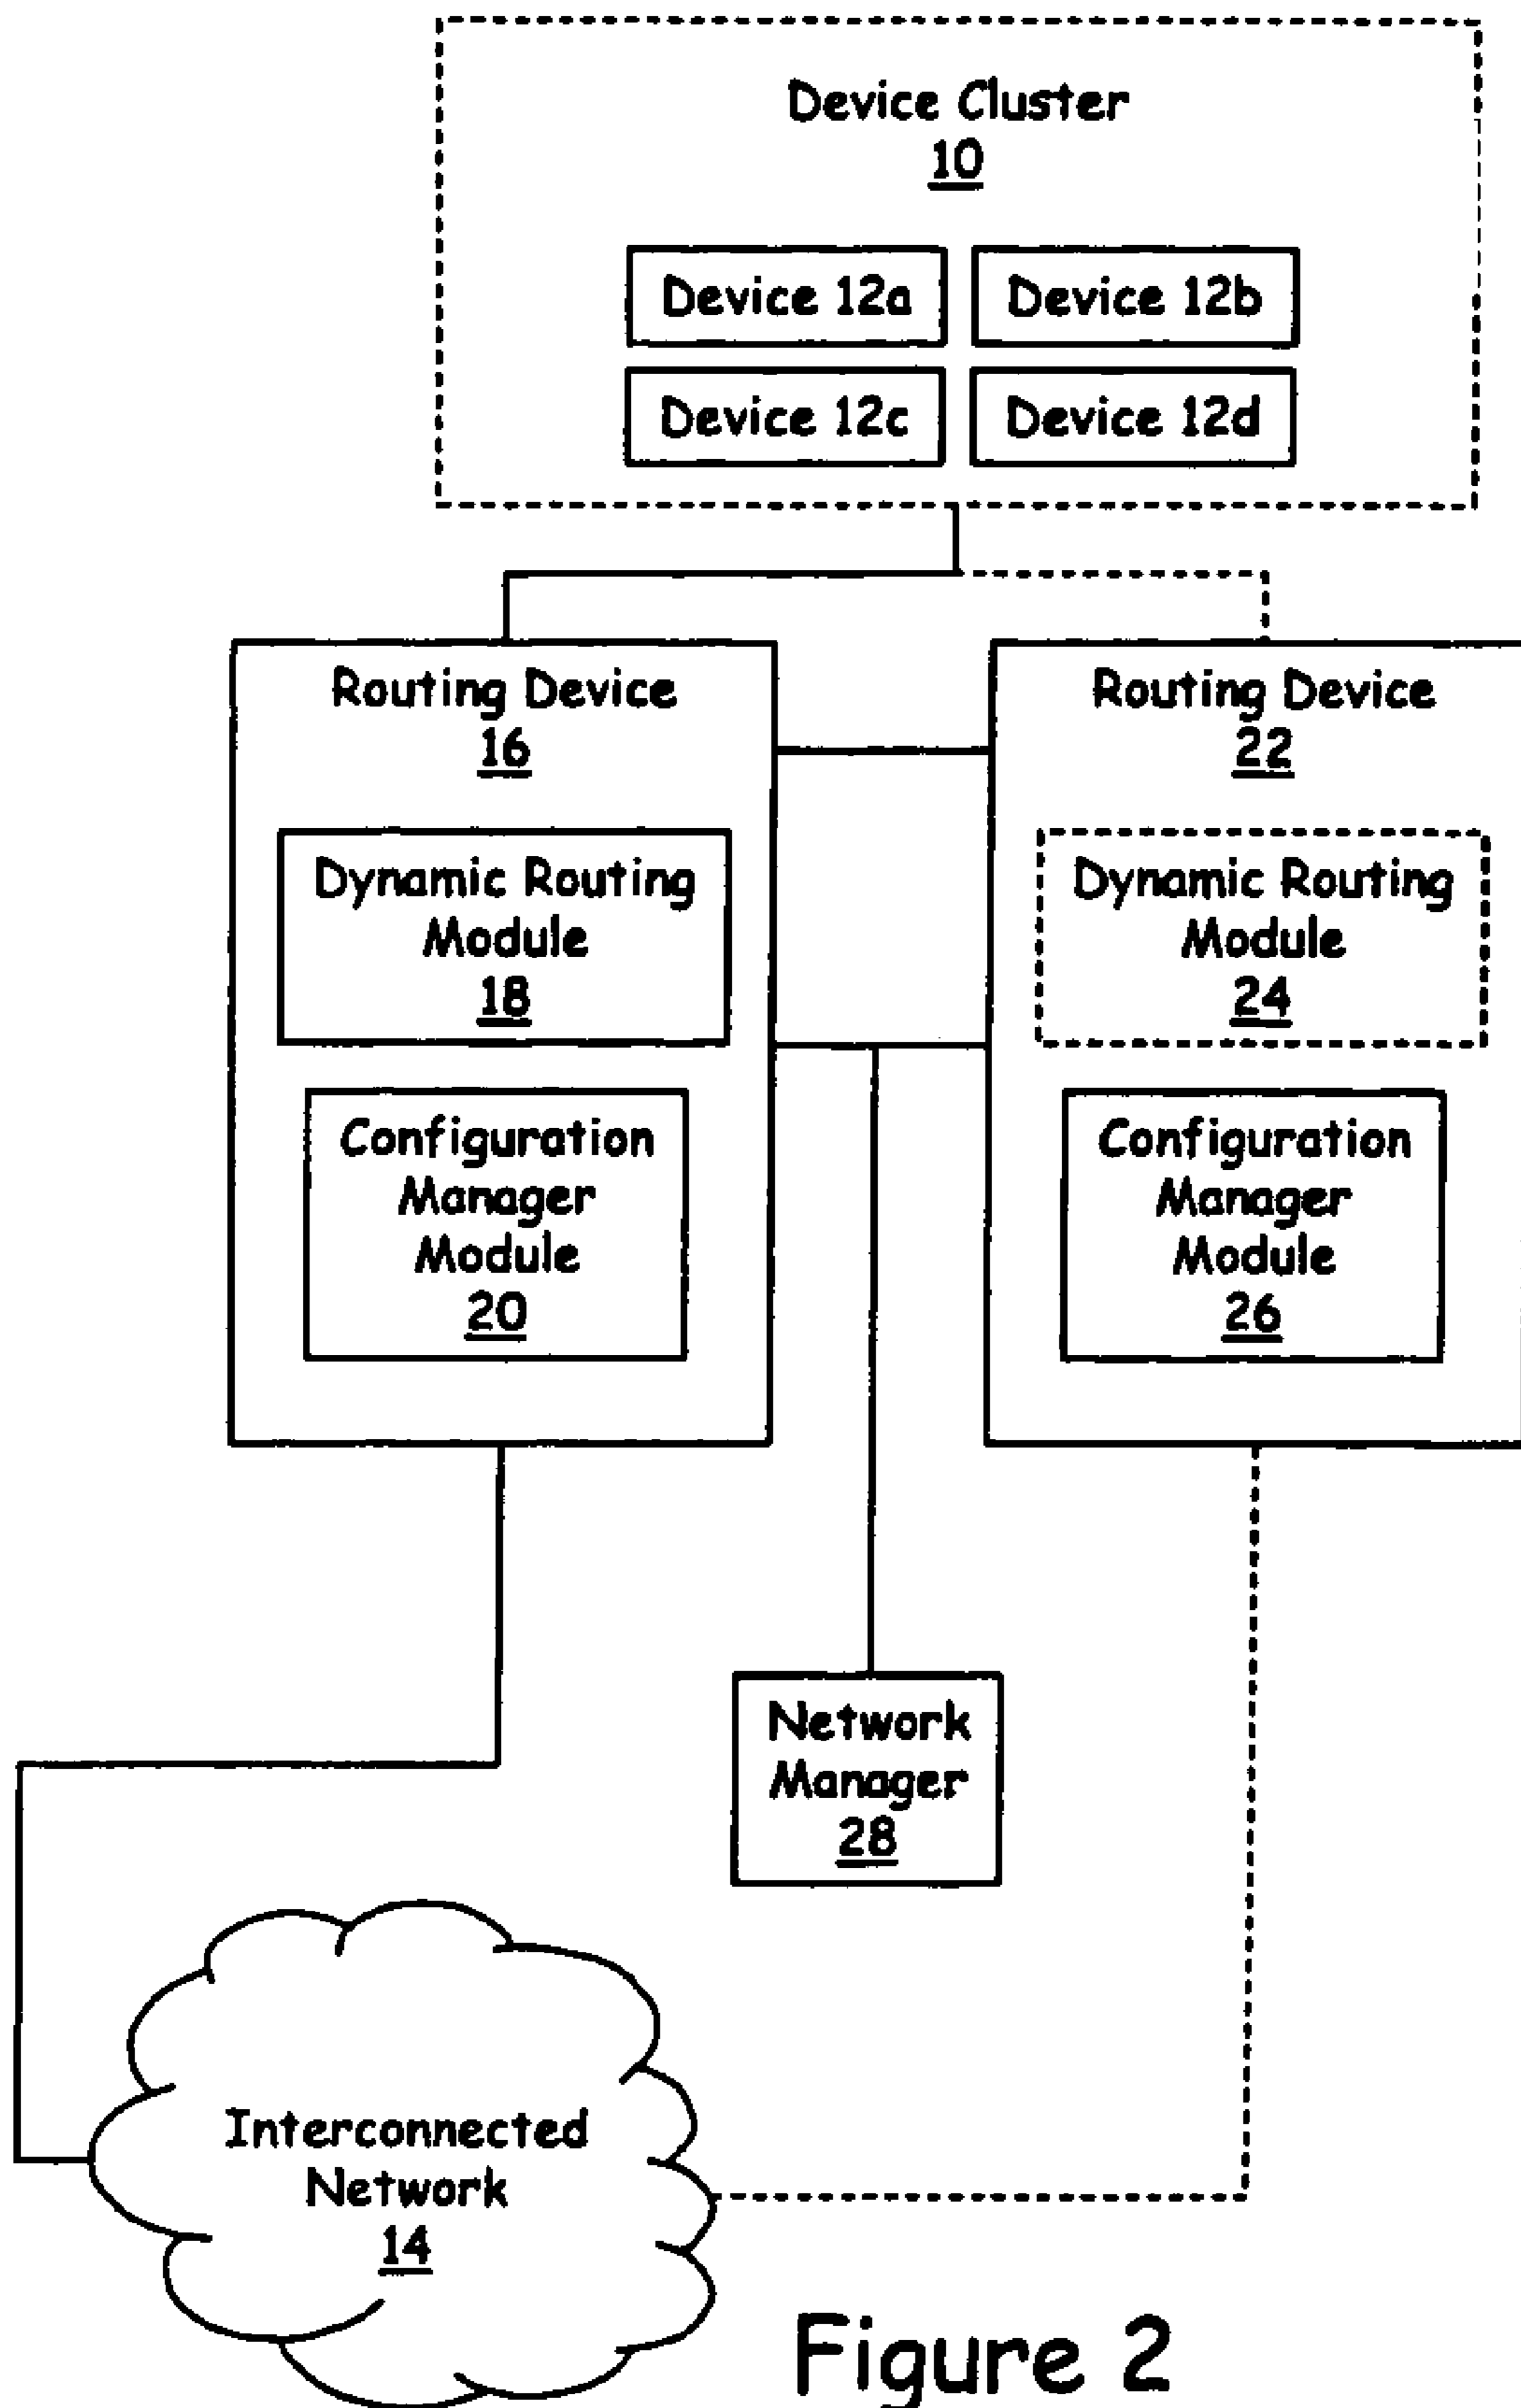 Device Cluster
10
Device 12a
Device 12b
Device 12c
Device 12d
Routing Device
16
Dynamic Routing
Module
18
Configuration
Manager
Module
20
Routing Device
22
Dynamic Routing
Module
24
Configuration
Manager
Module
26
Network
Manager
28
Interconnected
Network
14
Figure 2